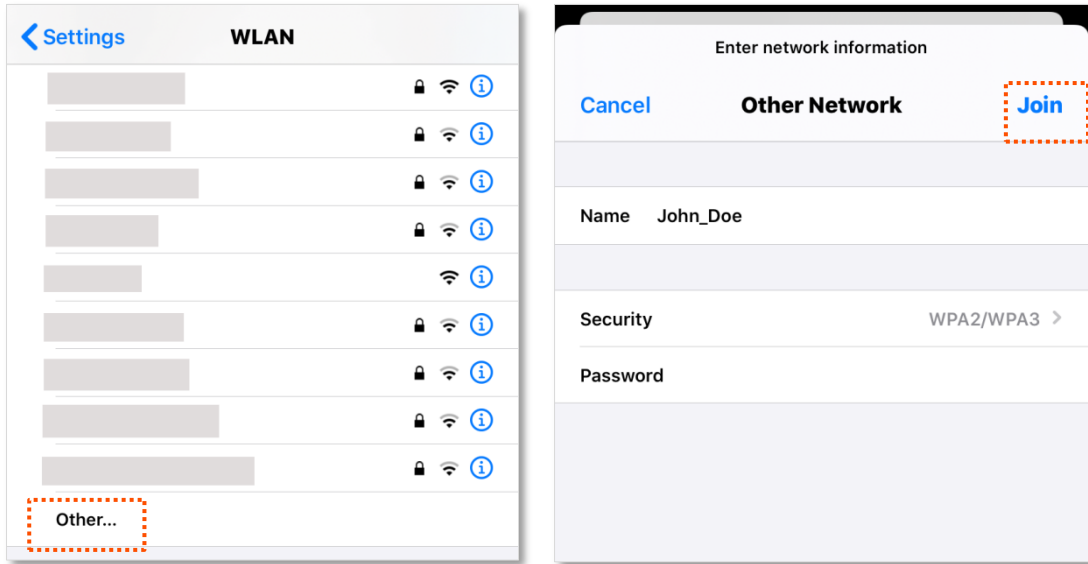 Settings WLAN
Other...
Enter network information
Cancel Other Network Join
Name John_Doe
Security WPA2/WPA3
Password